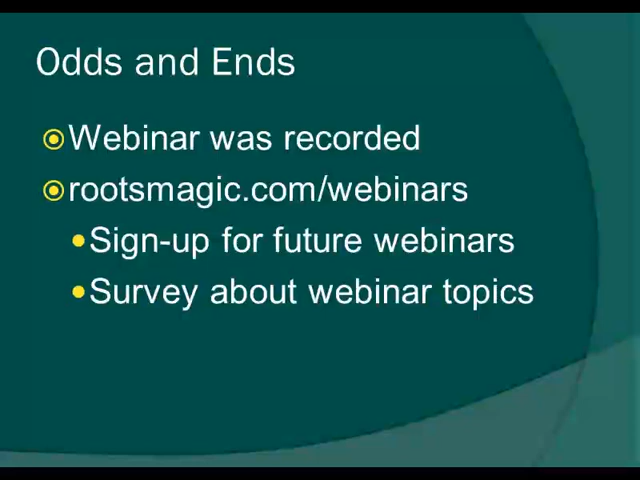 Odds and Ends
Webinar was recorded
rootsmagic.com/webinars
Sign-up for future webinars
Survey about webinar topics